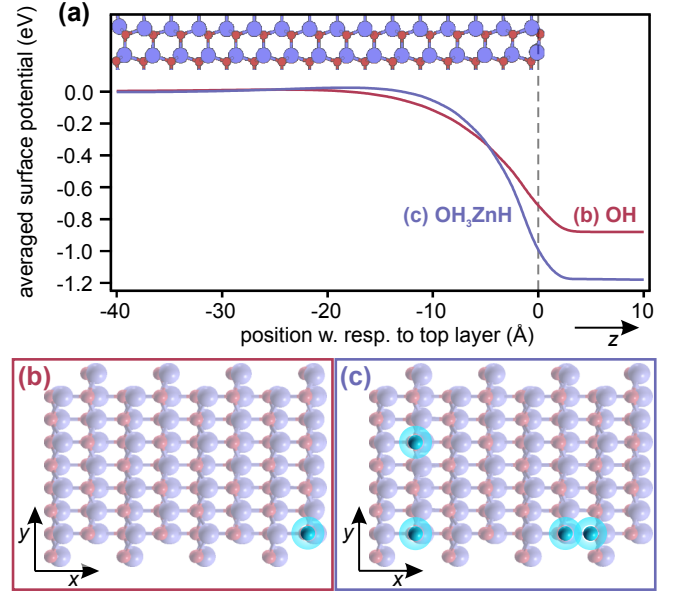 (a)
averaged surface potential (eV)
0.0
-0.2
-0.4
-0.6
-0.8
-1.0
-1.2
(c) OH₃ZnH
(b) OH
-40
-30
-20
-10
0
10
position w. resp. to top layer (Å)
z
(b)
y
x
(c)
y
x